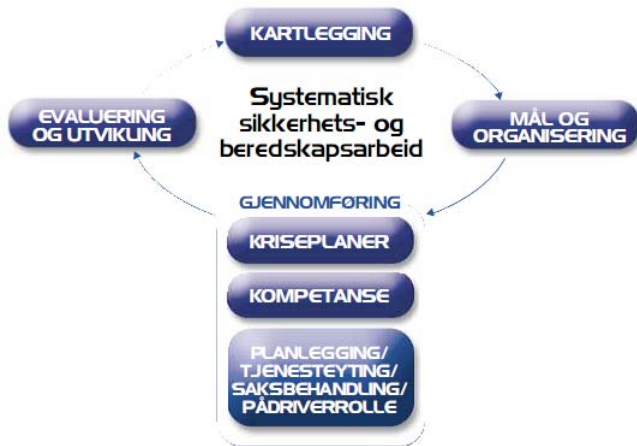 KARTLEGGING
Systematisk
sikkerhets- og
beredskapsarbeid
EVALUERING
OG UTVIKLING
MÅL OG
ORGANISERING
GJENNOMFØRING
KRISEPLANER
KOMPETANSE
PLANLEGGING/
TJENESTEYTING/
SAKSBEHANDLING/
PÅDRIVERROLLE